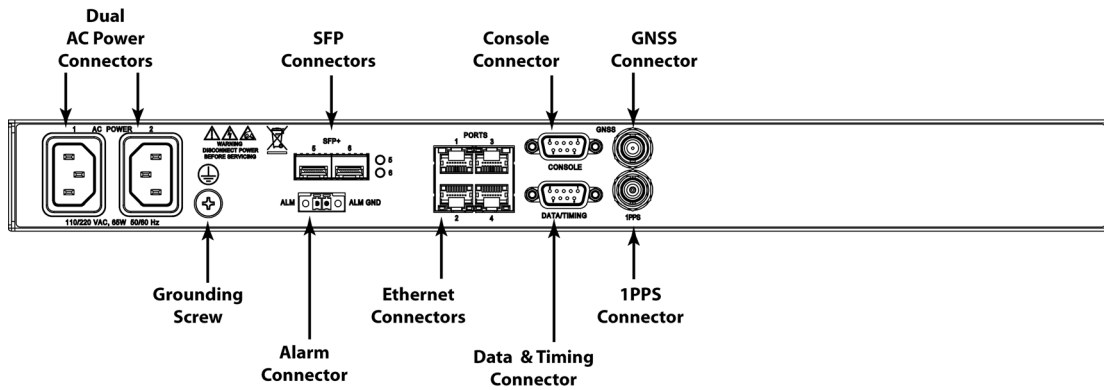 Dual
AC Power
Connectors
SFP
Connectors
Console
Connector
GNSS
Connector
1 AC POWER 2
WARNING
DISCONNECT POWER
BEFORE SERVICING
SFP+
5 6
5
6
ALM
ALM GND
110/220 VAC, 65W 50/60 Hz
PORTS
1 3
2 4
CONSOLE
DATA/TIMING
GNSS
1PPS
Grounding
Screw
Alarm
Connector
Ethernet
Connectors
Data & Timing
Connector
1PPS
Connector